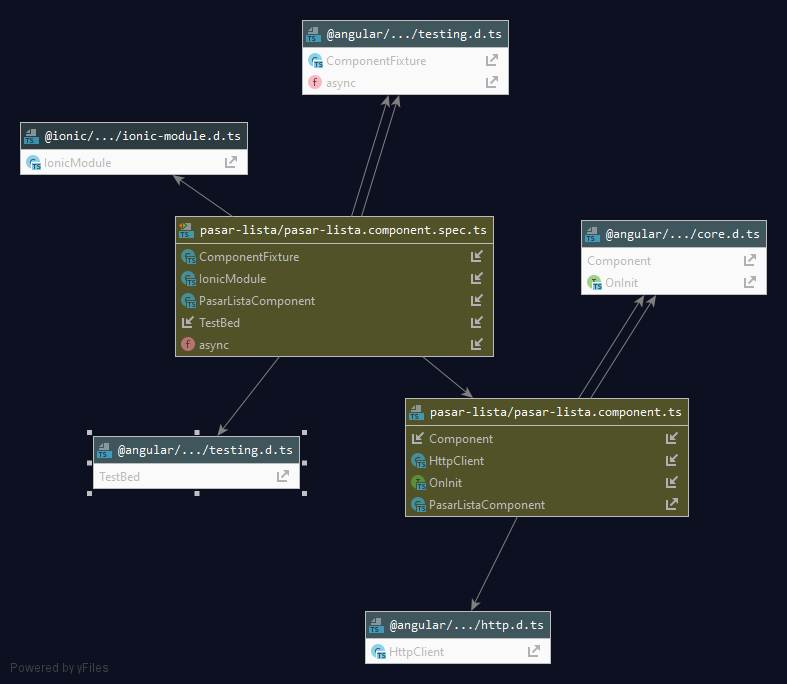 @angular/.../testing.d.ts
ComponentFixture
async
@ionic/.../ionic-module.d.ts
IonicModule
pasar-lista/pasar-lista.component.spec.ts
ComponentFixture
IonicModule
PasarListaComponent
TestBed
async
@angular/.../core.d.ts
Component
OnInit
pasar-lista/pasar-lista.component.ts
Component
HttpClient
OnInit
PasarListaComponent
@angular/.../testing.d.ts
TestBed
@angular/.../http.d.ts
HttpClient
Powered by yFiles